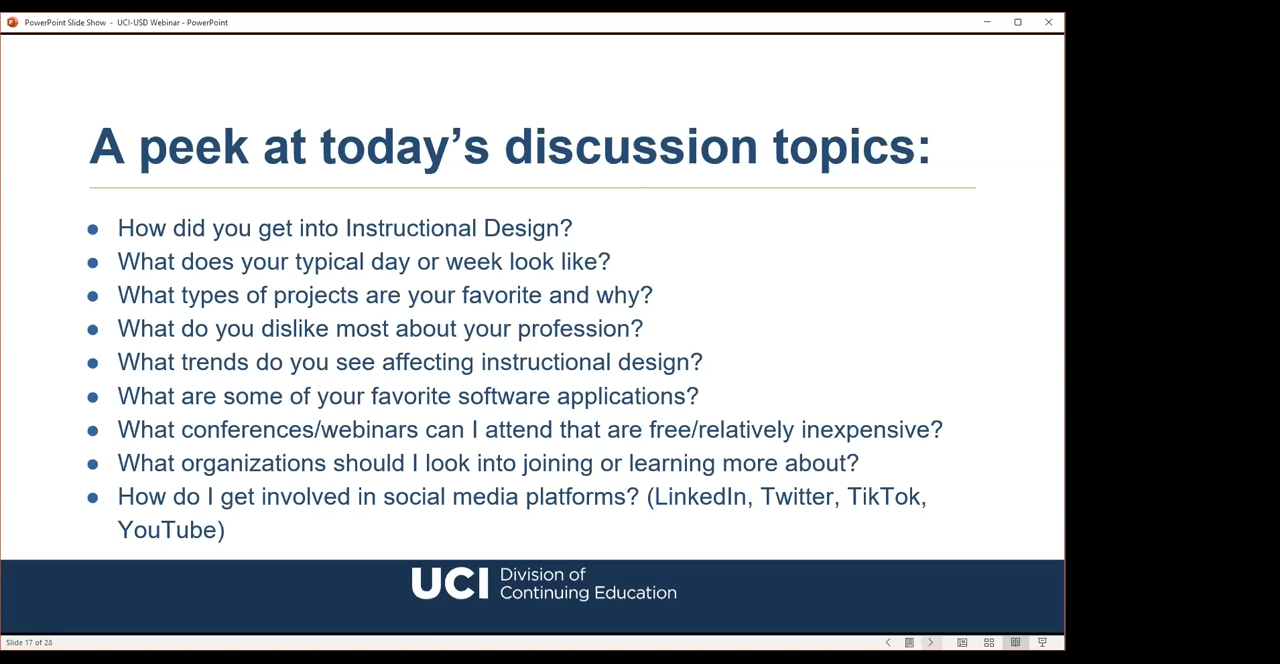 PowerPoint Slide Show - UCI-USD Webinar - PowerPoint
A peek at today’s discussion topics:
● How did you get into Instructional Design?
● What does your typical day or week look like?
● What types of projects are your favorite and why?
● What do you dislike most about your profession?
● What trends do you see affecting instructional design?
● What are some of your favorite software applications?
● What conferences/webinars can I attend that are free/relatively inexpensive?
● What organizations should I look into joining or learning more about?
● How do I get involved in social media platforms? (LinkedIn, Twitter, TikTok,
YouTube)
UCI Division of
Continuing Education
Slide 17 of 28